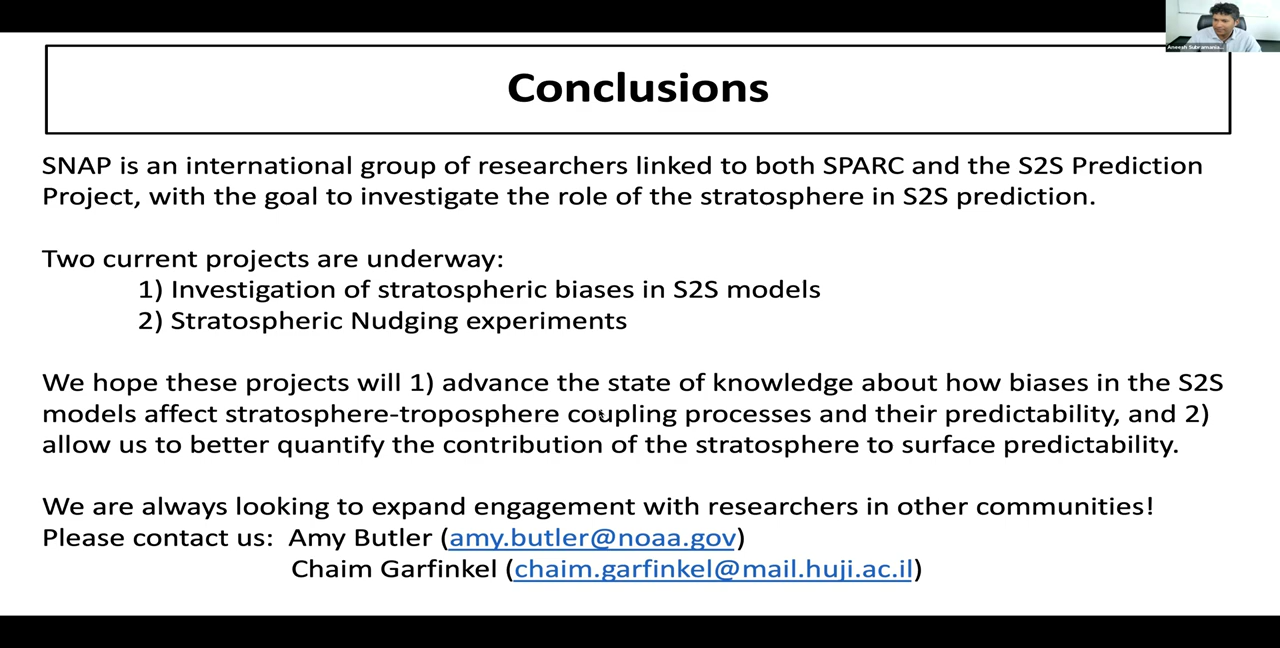 Aneesh
Conclusions
SNAP is an international group of researchers linked to both SPARC and the S2S Prediction
Project, with the goal to investigate the role of the stratosphere in S2S prediction.
Two current projects are underway:
1) Investigation of stratospheric biases in S2S models
2) Stratospheric Nudging experiments
We hope these projects will 1) advance the state of knowledge about how biases in the S2S
models affect stratosphere-troposphere coupling processes and their predictability, and 2)
allow us to better quantify the contribution of the stratosphere to surface predictability.
We are always looking to expand engagement with researchers in other communities!
Please contact us: Amy Butler (amy.butler@noaa.gov)
Chaim Garfinkel (chaim.garfinkel@mail.huji.ac.il)